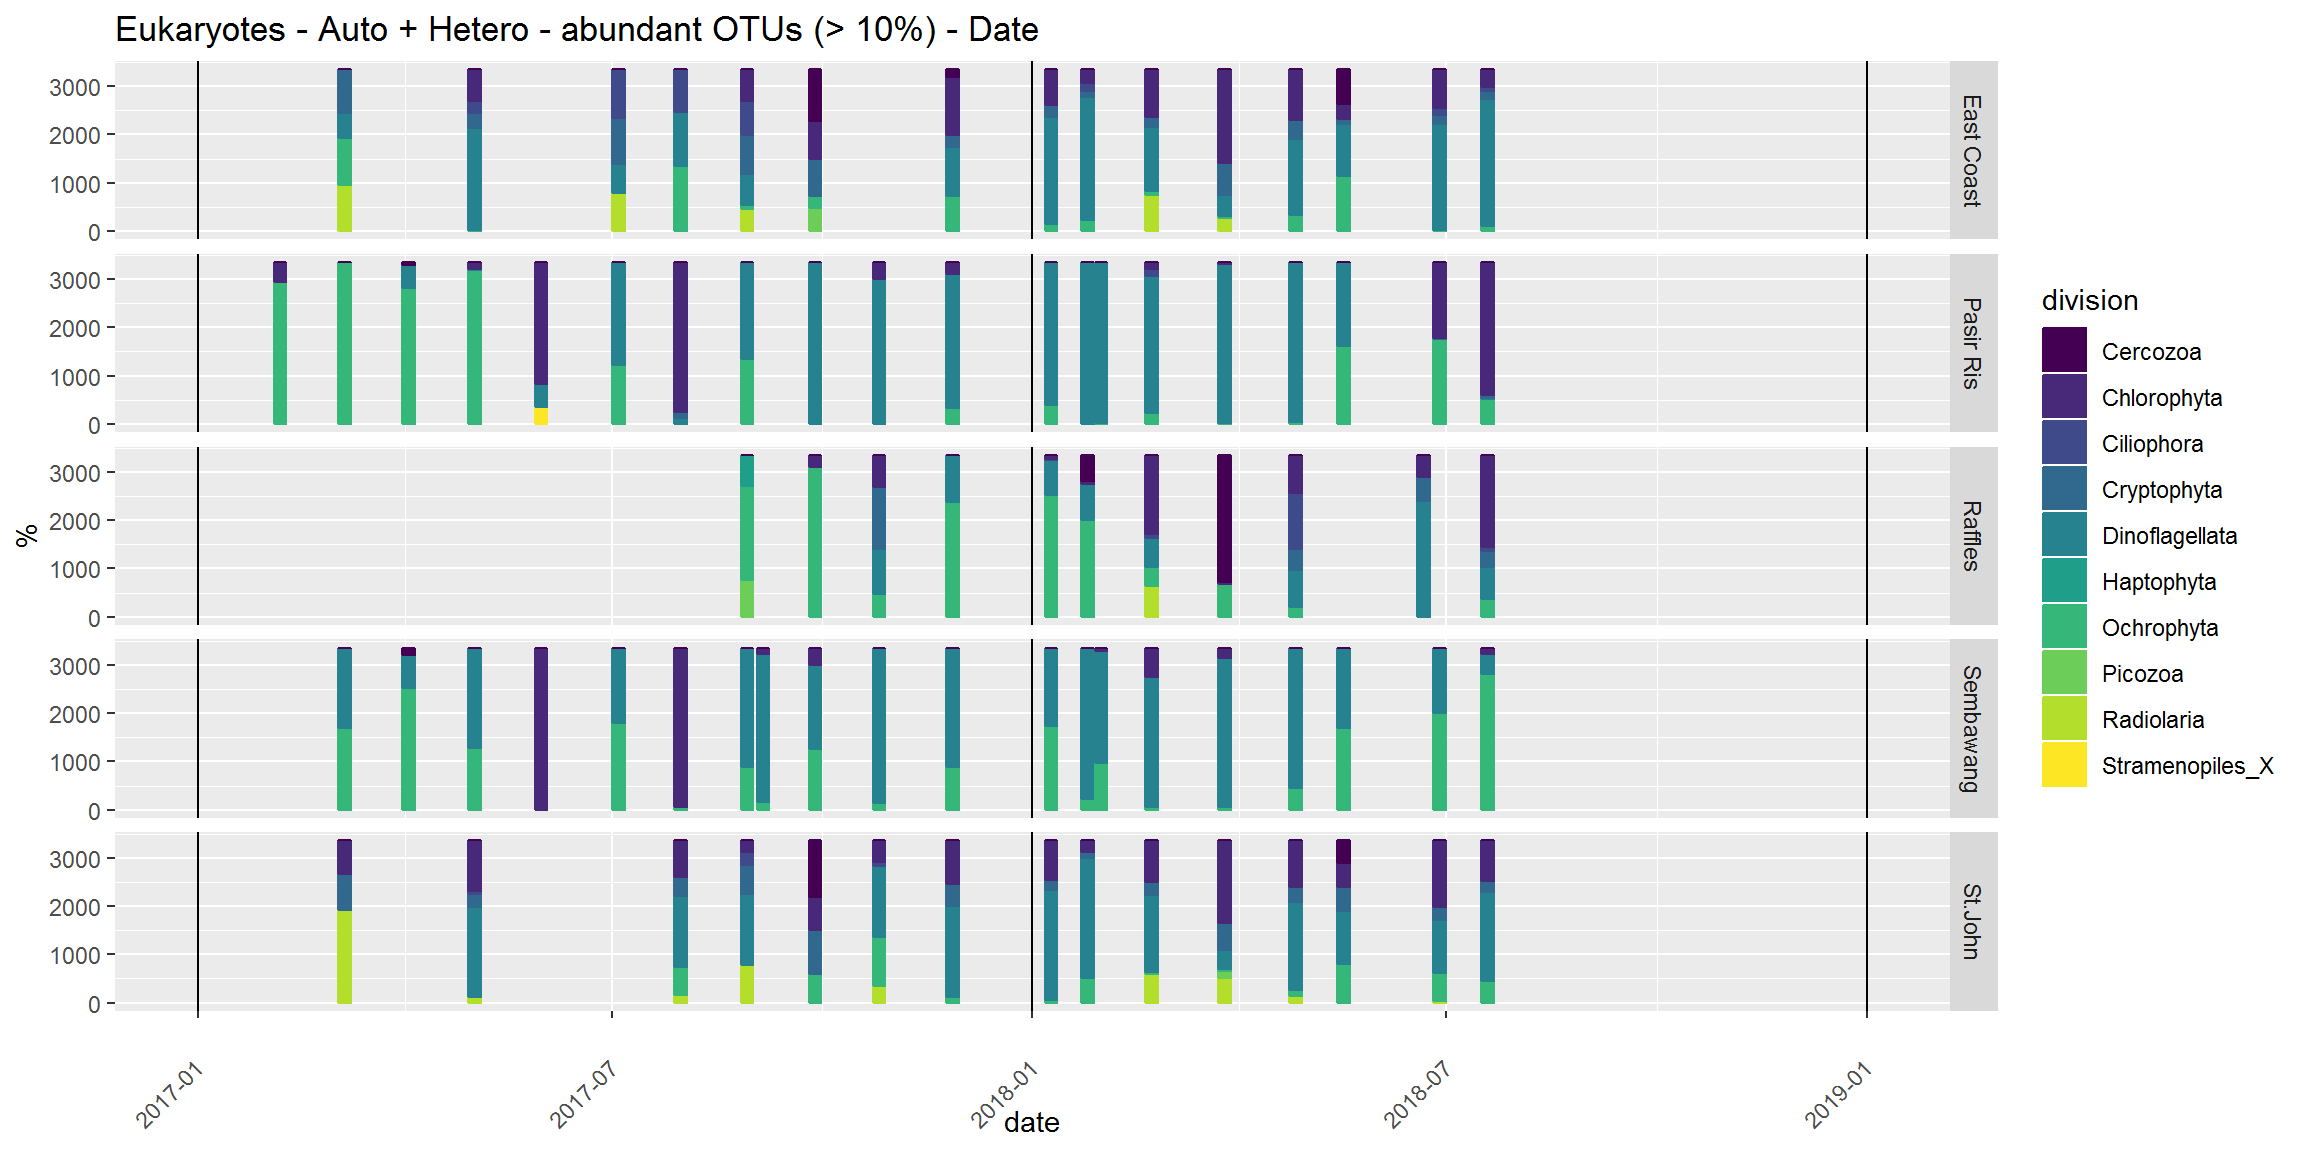 Eukaryotes - Auto + Hetero - abundant OTUs (> 10%) - Date
3000
2000
1000
0
East Coast
3000
2000
1000
0
Pasir Ris
3000
2000
1000
0
Raffles
3000
2000
1000
0
Sembawang
3000
2000
1000
0
St.John
%
2017-01
2017-07
2018-01
2018-07
2019-01
date
division
Cercozoa
Chlorophyta
Ciliophora
Cryptophyta
Dinoflagellata
Haptophyta
Ochrophyta
Picozoa
Radiolaria
Stramenopiles_X